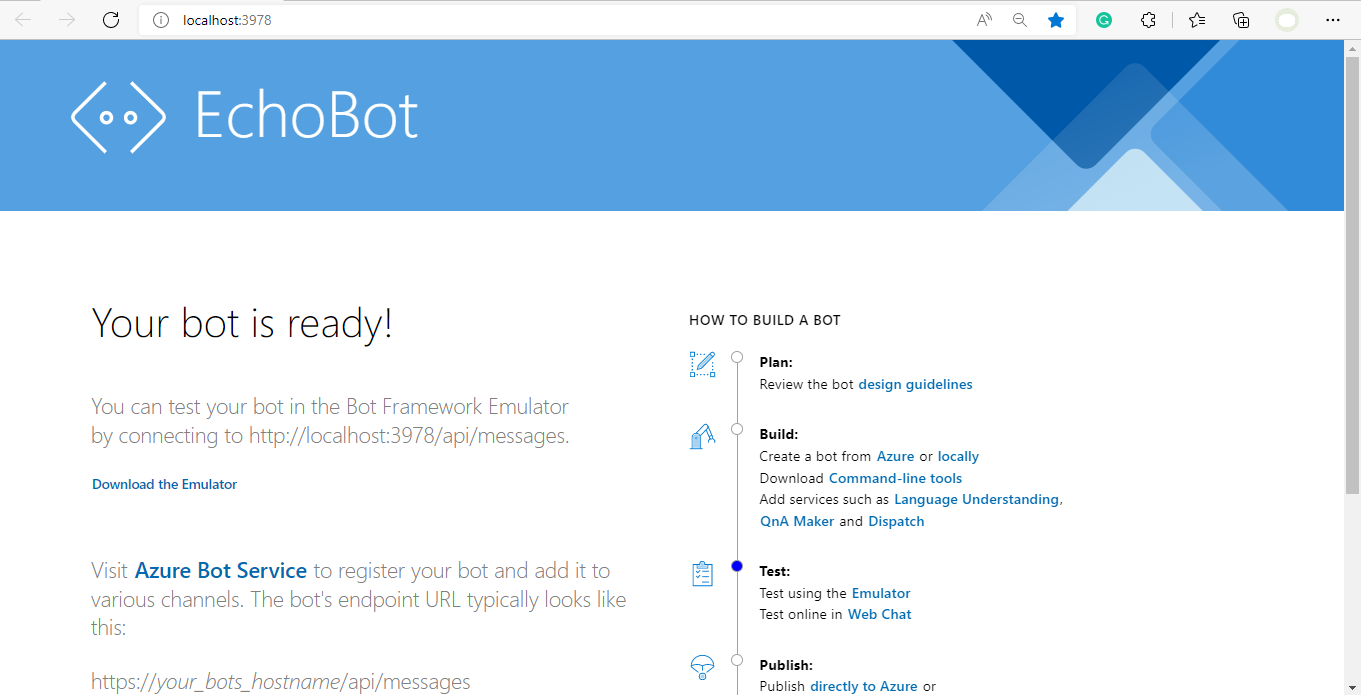 localhost:3978
EchoBot
Your bot is ready!
You can test your bot in the Bot Framework Emulator
by connecting to http://localhost:3978/api/messages.
Download the Emulator
Visit Azure Bot Service to register your bot and add it to
various channels. The bot's endpoint URL typically looks like
this:
https://your_bots_hostname/api/messages
HOW TO BUILD A BOT
Plan:
Review the bot design guidelines
Build:
Create a bot from Azure or locally
Download Command-line tools
Add services such as Language Understanding,
QnA Maker and Dispatch
Test:
Test using the Emulator
Test online in Web Chat
Publish:
Publish directly to Azure or